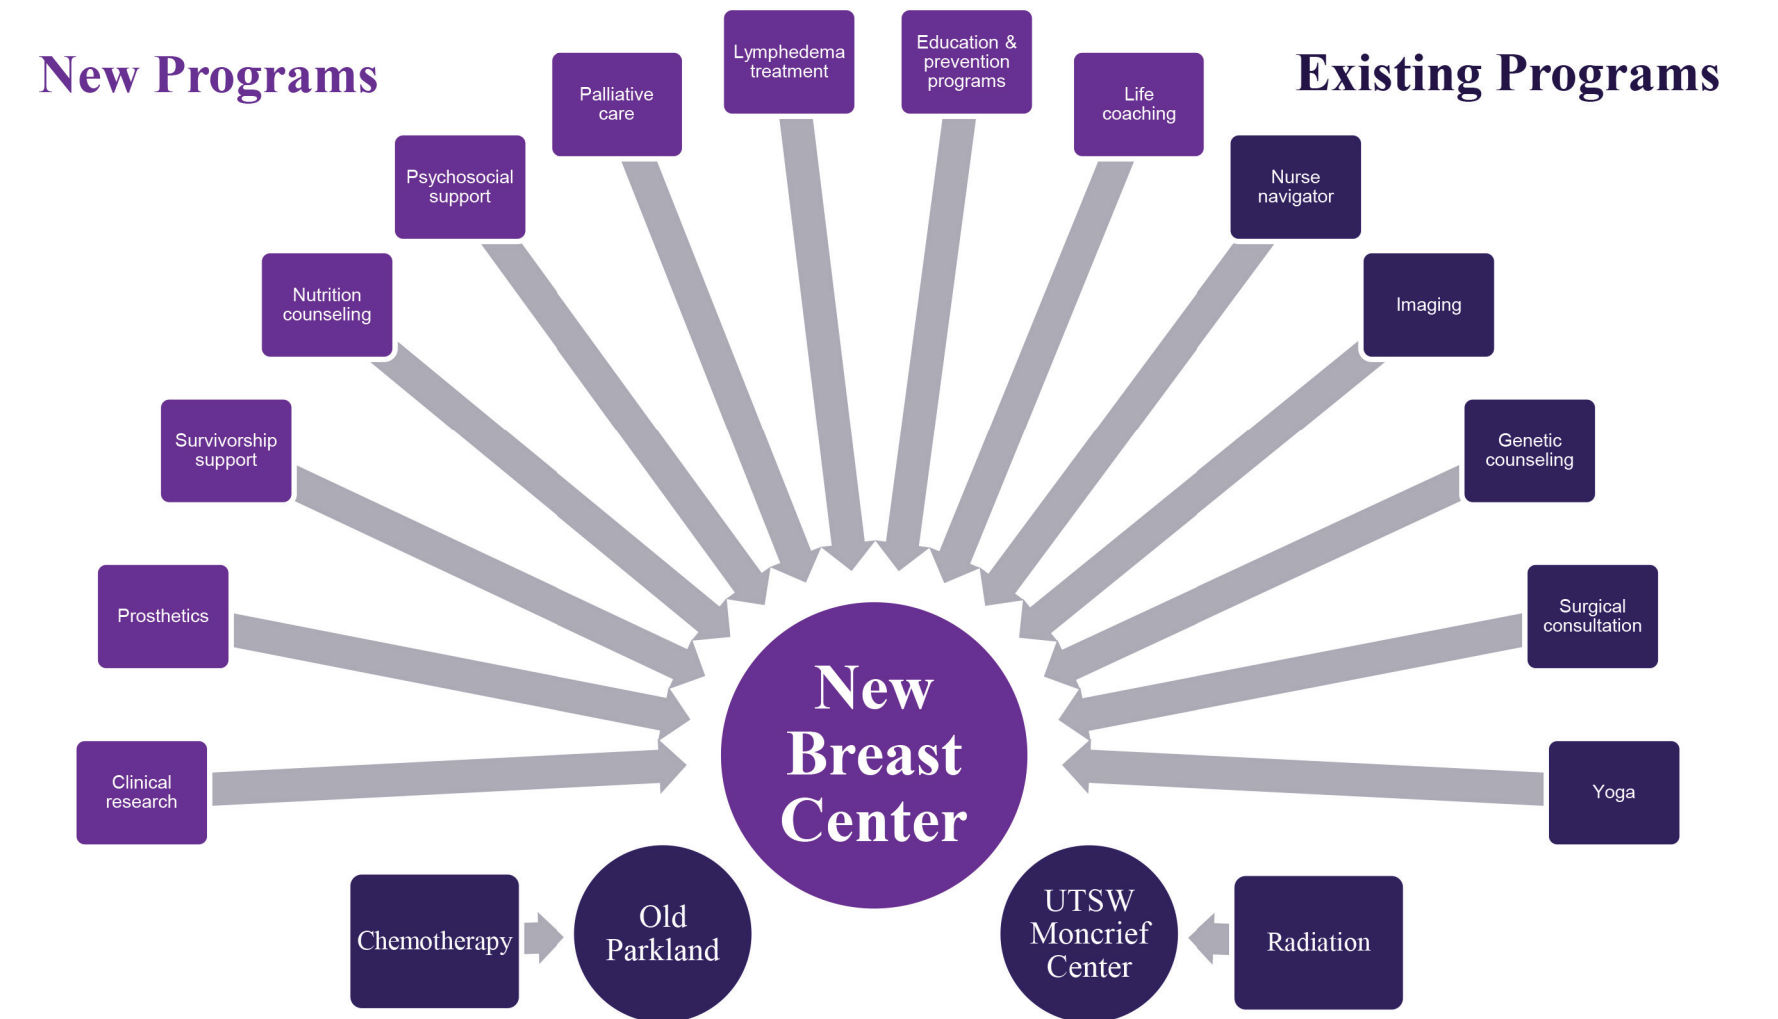 New Programs
Existing Programs
Lymphedema
treatment
Education &
prevention
programs
Palliative
care
Life
coaching
Psychosocial
support
Nurse
navigator
Nutrition
counseling
Imaging
Survivorship
support
Genetic
counseling
Prosthetics
Surgical
consultation
Clinical
research
Yoga
New
Breast
Center
Chemotherapy
Old
Parkland
UTSW
Moncrief
Center
Radiation